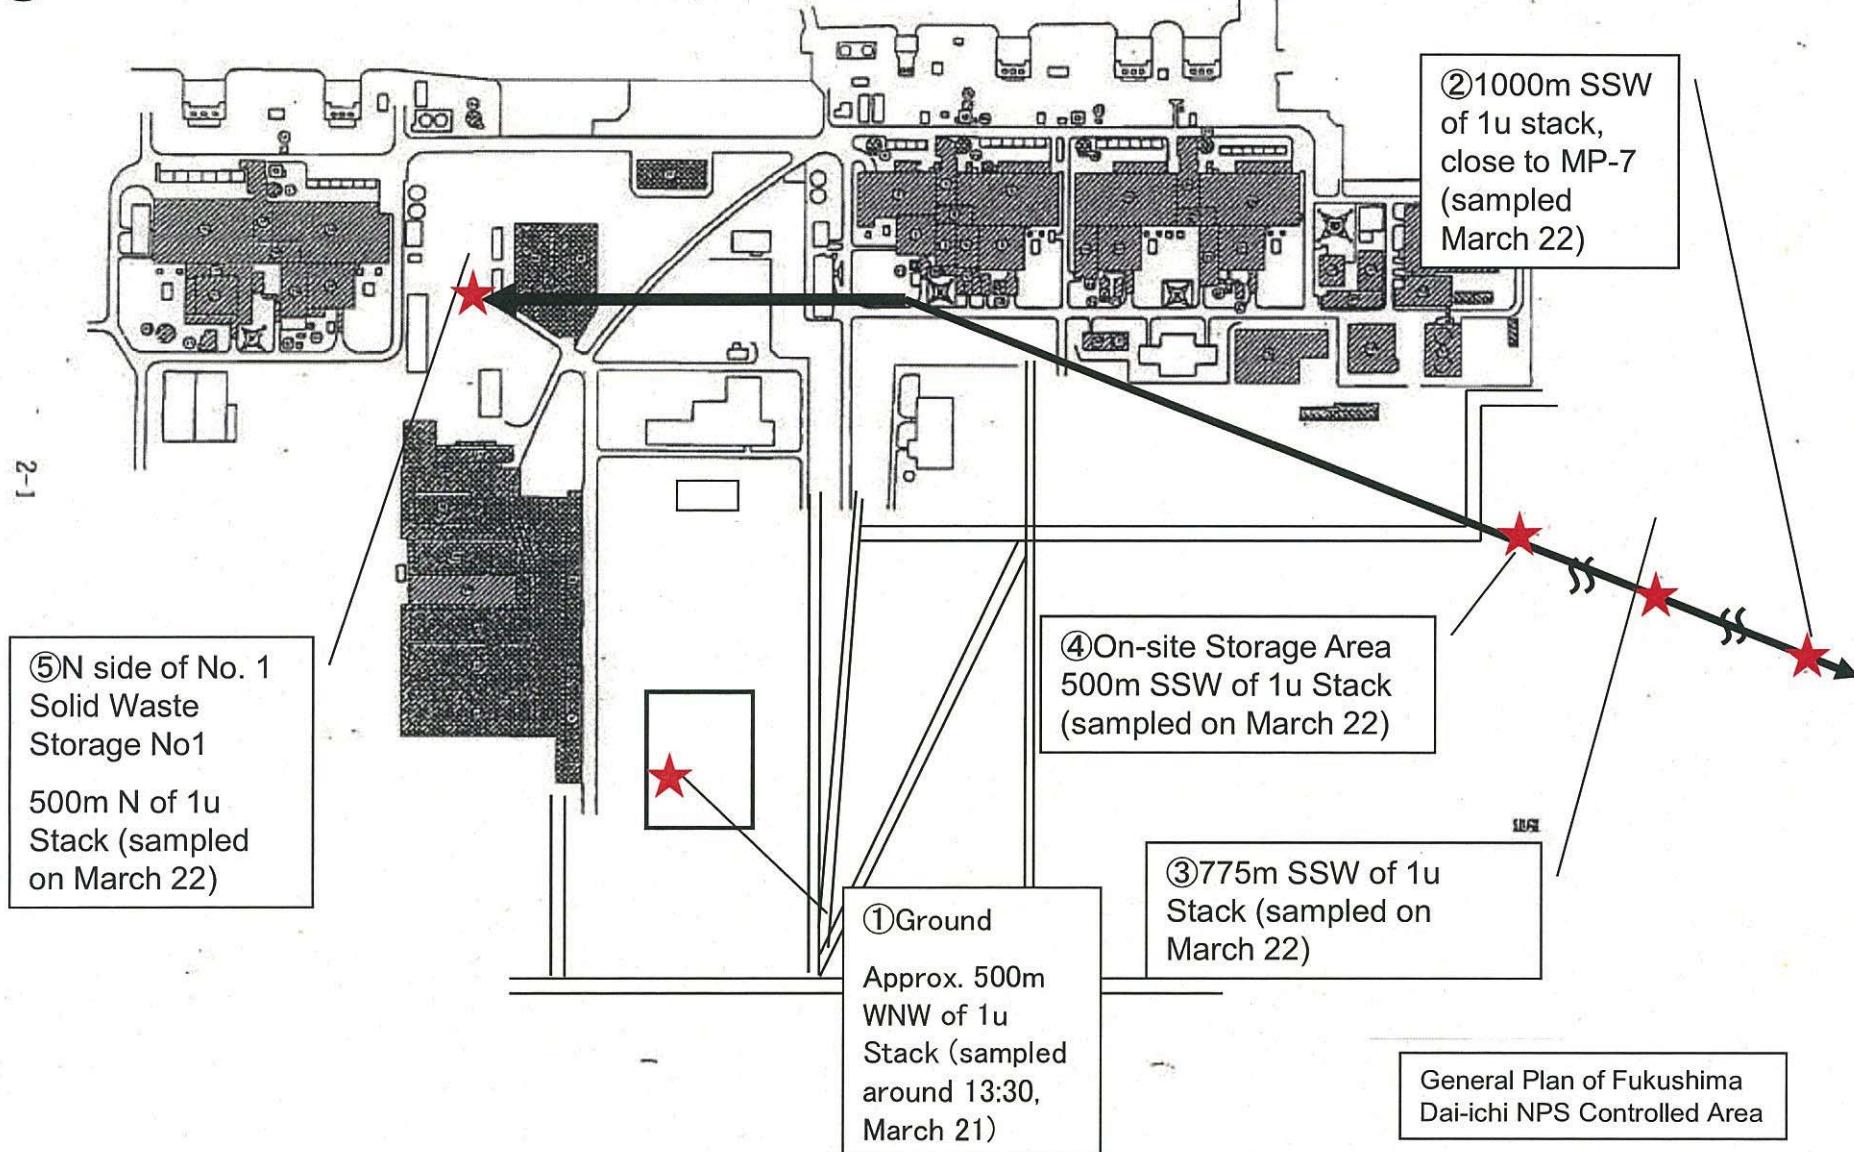 ②1000m SSW
of 1u stack,
close to MP-7
(sampled
March 22)
2-1
⑤N side of No. 1
Solid Waste
Storage No1
500m N of 1u
Stack (sampled
on March 22)
④On-site Storage Area
500m SSW of 1u Stack
(sampled on March 22)
③775m SSW of 1u
Stack (sampled on
March 22)
①Ground
Approx. 500m
WNW of 1u
Stack (sampled
around 13:30,
March 21)
General Plan of Fukushima
Dai-ichi NPS Controlled Area